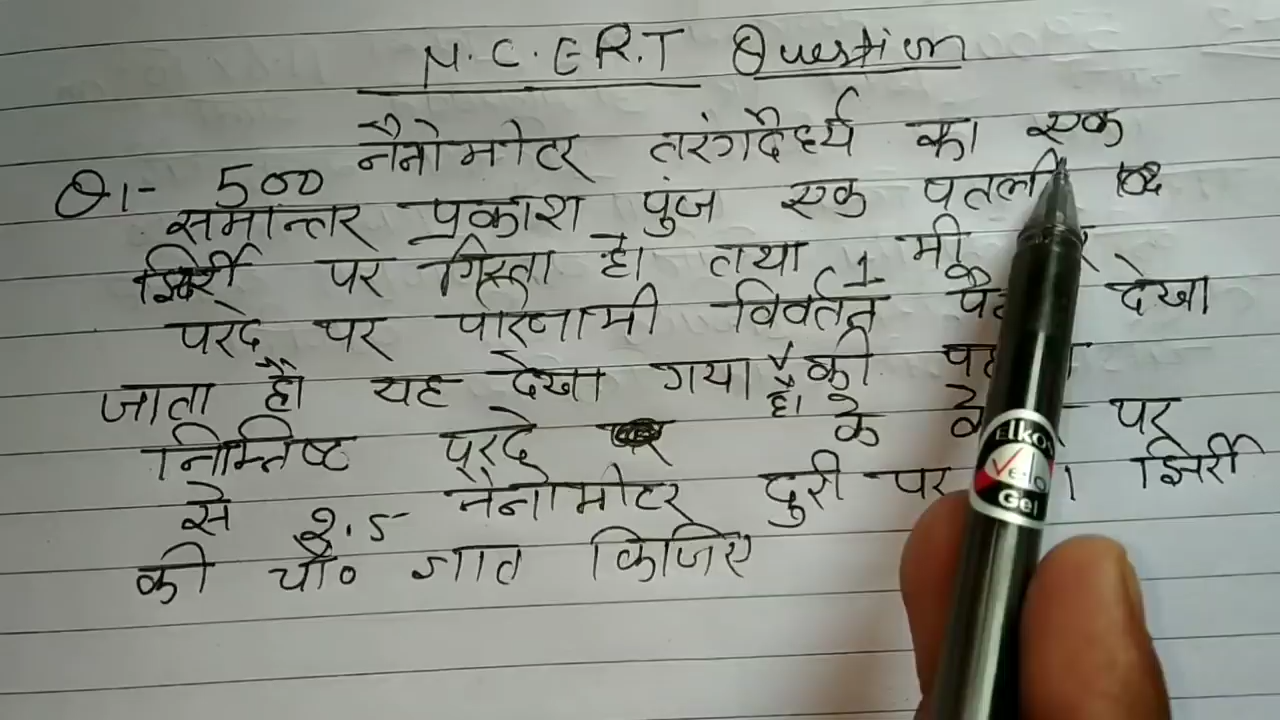 N.C.E.R.T Question
Q1- 500 नैनोमीटर तरंगदैर्ध्य का एक
समान्तर प्रकाश पुंज एक पतली
झिर्री पर गिरता है। तथा 1 मी
परदे पर परिणामी विवर्तन देखा
जाता है। यह देखा गया है। की
निम्निष्ट परदे के पर
से 2.5 नैनोमीटर दुरी पर झिर्री
की चौ० ज्ञात किजिए
Elkos
Velo
Gel